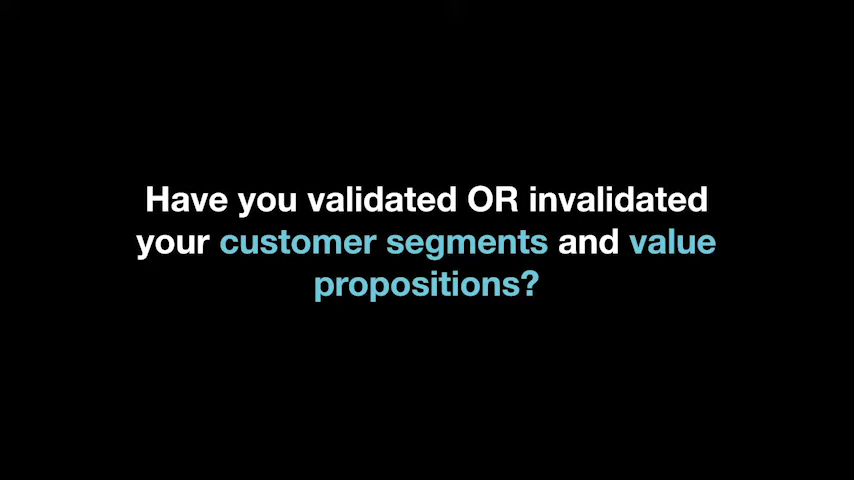 Have you validated OR invalidated
your customer segments and value
propositions?